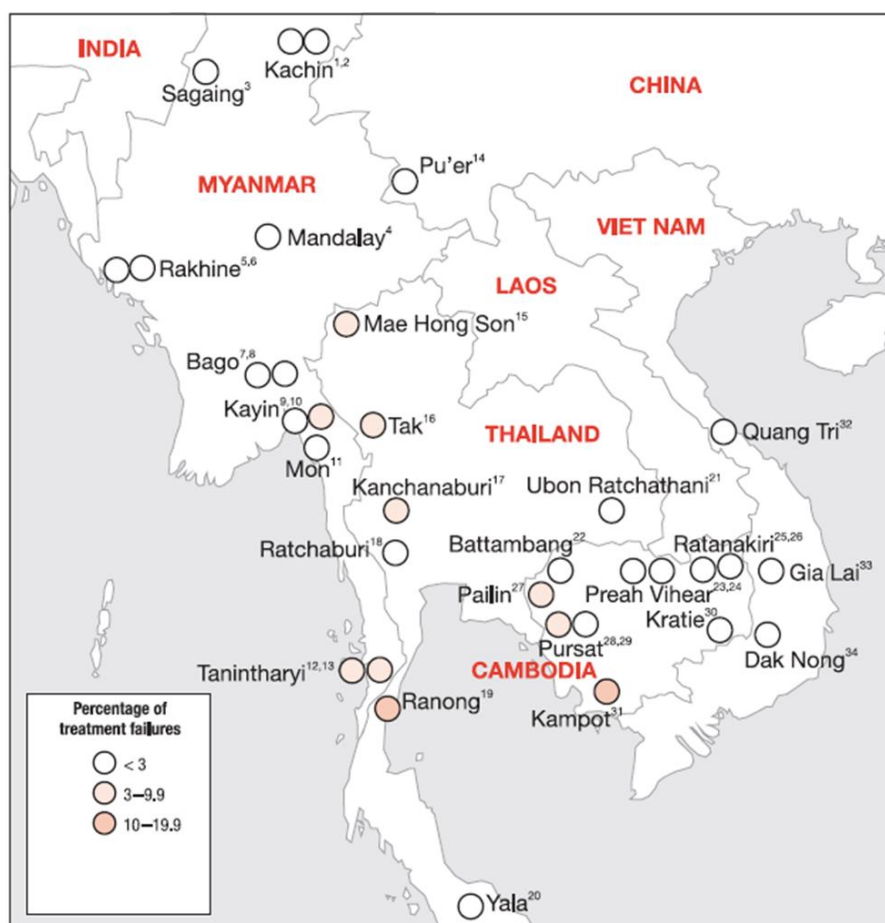 INDIA
Kachin1,2
Sagaing3
CHINA
Pu'er14
MYANMAR
VIET NAM
Mandalay4
Rakhine5,6
LAOS
Mae Hong Son15
Bago7,8
Kayin9,10
Tak16
THAILAND
Quang Tri32
Mon11
Kanchanaburi17
Ubon Ratchathani21
Ratchaburi18
Battambang22
Ratanakiri25,26
Gia Lai33
Pailin27
Preah Vihear23,24
Kratie30
Pursat28,29
Dak Nong34
Tanintharyi12,13
CAMBODIA
Ranong19
Kampot31
Percentage of
treatment failures
< 3
3–9.9
10–19.9
Yala20